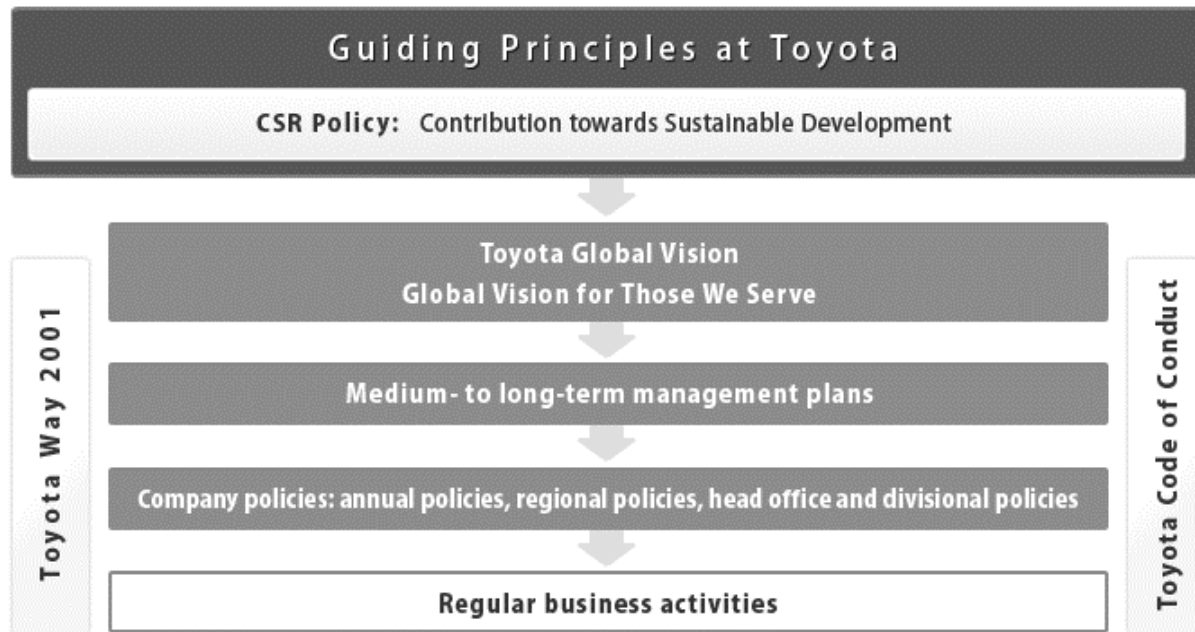 Guiding Principles at Toyota
CSR Policy: Contribution towards Sustainable Development
Toyota Global Vision
Global Vision for Those We Serve
Medium- to long-term management plans
Company policies: annual policies, regional policies, head office and divisional policies
Regular business activities
Toyota Way 2001
Toyota Code of Conduct